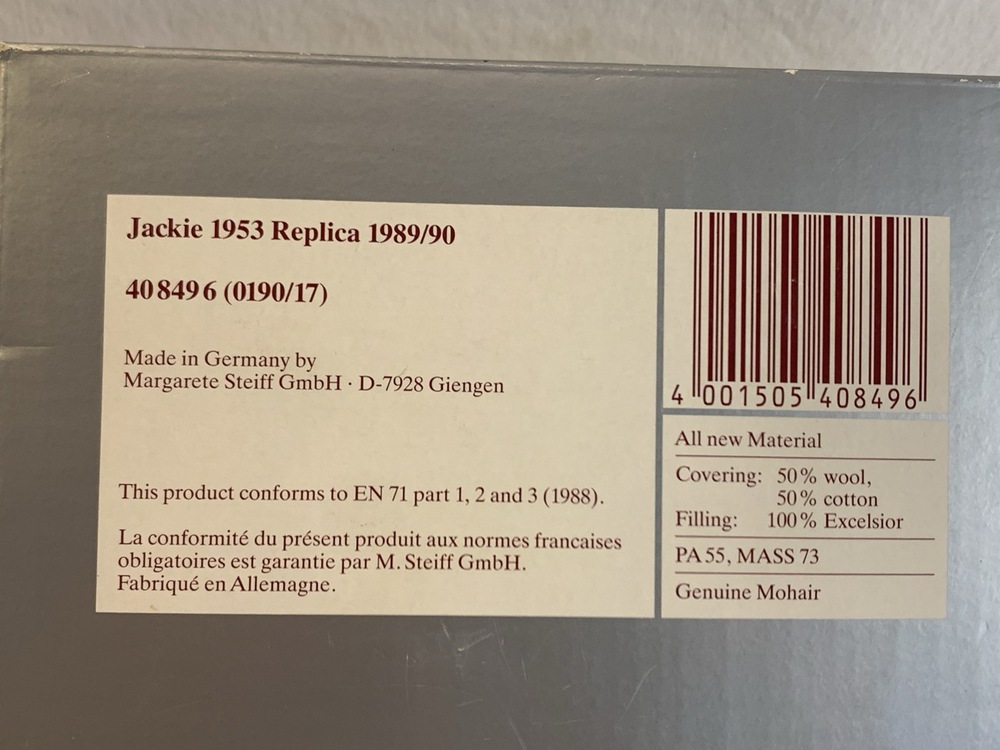 Jackie 1953 Replica 1989/90
40 849 6 (0190/17)
Made in Germany by
Margarete Steiff GmbH · D-7928 Giengen
This product conforms to EN 71 part 1, 2 and 3 (1988).
La conformité du présent produit aux normes francaises
obligatoires est garantie par M. Steiff GmbH.
Fabriqué en Allemagne.
4 001505 408496
All new Material
Covering: 50% wool,
50% cotton
Filling: 100% Excelsior
PA 55, MASS 73
Genuine Mohair